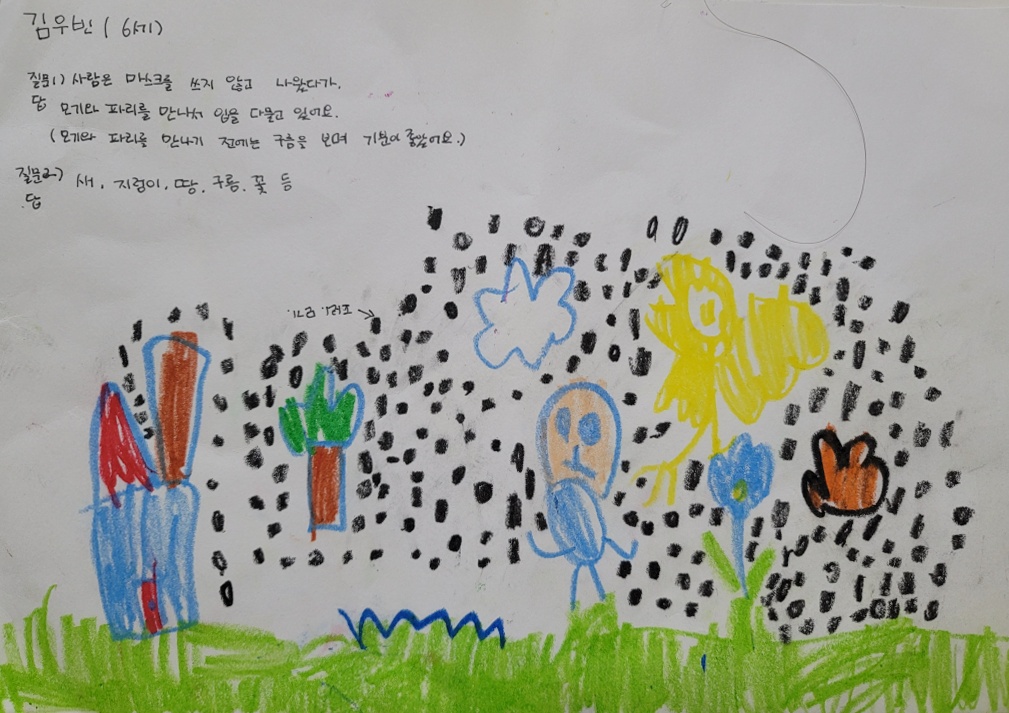 김우빈 ( 6세)
질문1) 사람은 마스크를 쓰지 않고 나왔다가.
답 모기와 파리를 만나서 입을 다물고 있어요.
(모기와 파리를 만나기 전에는 구름을 보며 기분이 좋았어요.)
질문2) 새, 지렁이, 땅, 구름, 꽃 등
답